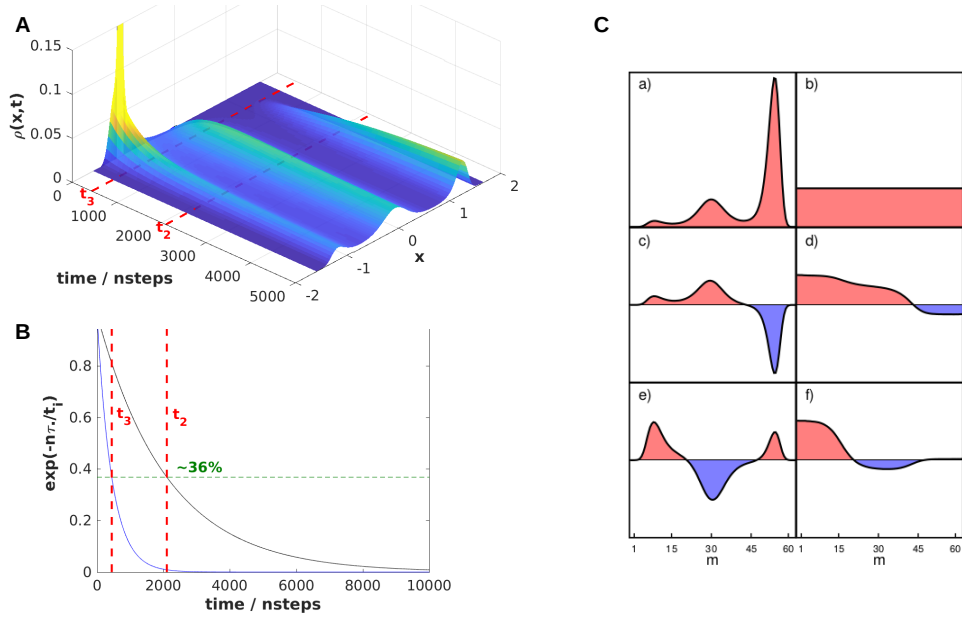 A
0.15
0.1
0.05
0
ρ(x,t)
0
1000
2000
3000
4000
5000
t3
t2
time / nsteps
-2
-1
0
1
2
x
B
0.8
0.6
0.4
0.2
0
exp(-nτ./ti)
t3
t2
~36%
0
2000
4000
6000
8000
10000
time / nsteps
C
a)
b)
c)
d)
e)
f)
1
15
30
45
60
1
15
30
45
60
m
m